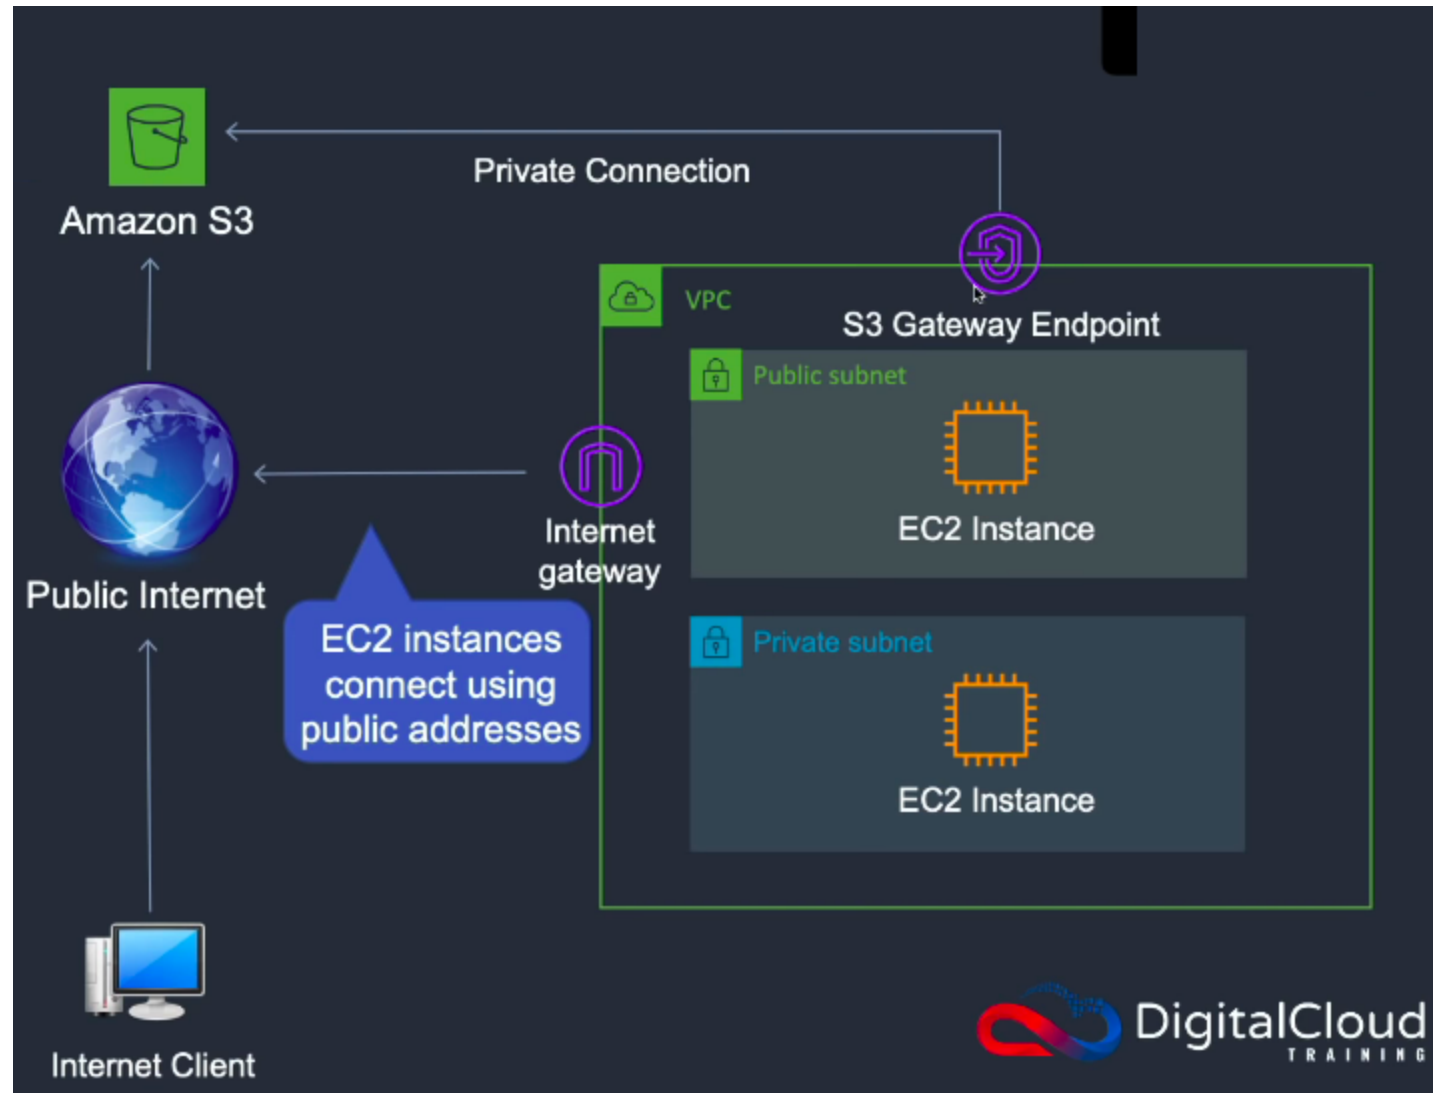 Private Connection
Amazon S3
VPC
S3 Gateway Endpoint
Public subnet
EC2 Instance
Internet
gateway
Public Internet
EC2 instances
connect using
public addresses
Private subnet
EC2 Instance
Internet Client
DigitalCloud
TRAINING